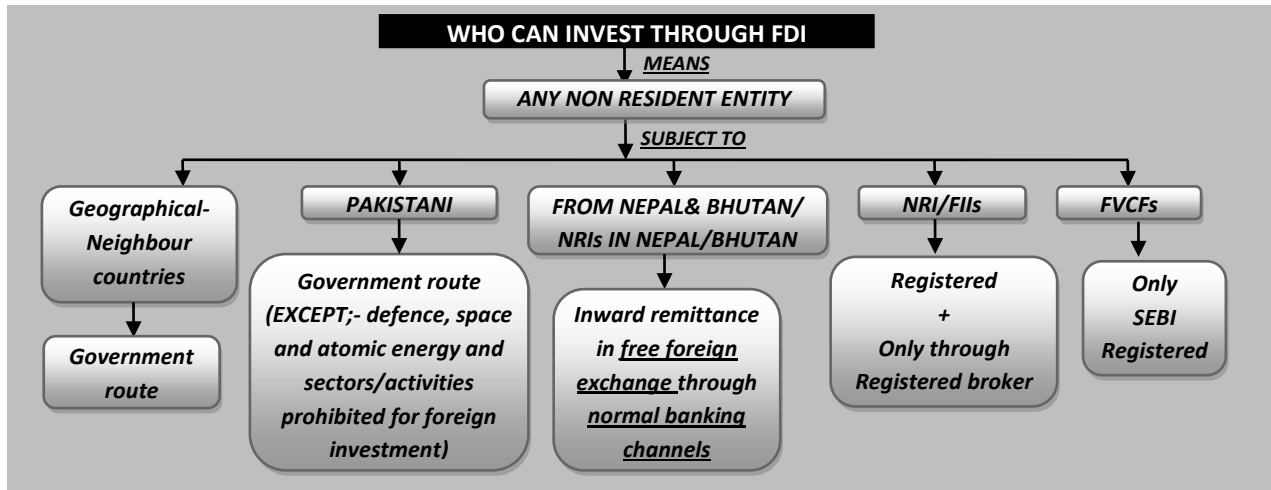 WHO CAN INVEST THROUGH FDI
MEANS
ANY NON RESIDENT ENTITY
SUBJECT TO
Geographical-
Neighbour
countries
Government
route
PAKISTANI
Government route
(EXCEPT;- defence, space
and atomic energy and
sectors/activities
prohibited for foreign
investment)
FROM NEPAL& BHUTAN/
NRIs IN NEPAL/BHUTAN
Inward remittance
in free foreign
exchange through
normal banking
channels
NRI/FIIs
Registered
+
Only through
Registered broker
FVCFs
Only
SEBI
Registered